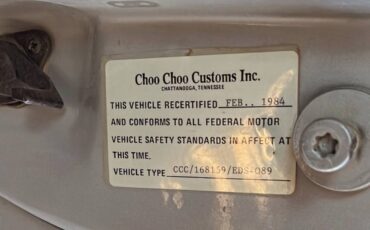 Choo Choo Customs Inc.
CHATTANOOGA, TENNESSEE
THIS VEHICLE RECERTIFIED FEB., 1984
AND CONFORMS TO ALL FEDERAL MOTOR
VEHICLE SAFETY STANDARDS IN AFFECT AT
THIS TIME.
VEHICLE TYPE CCC/168159/EDS-089